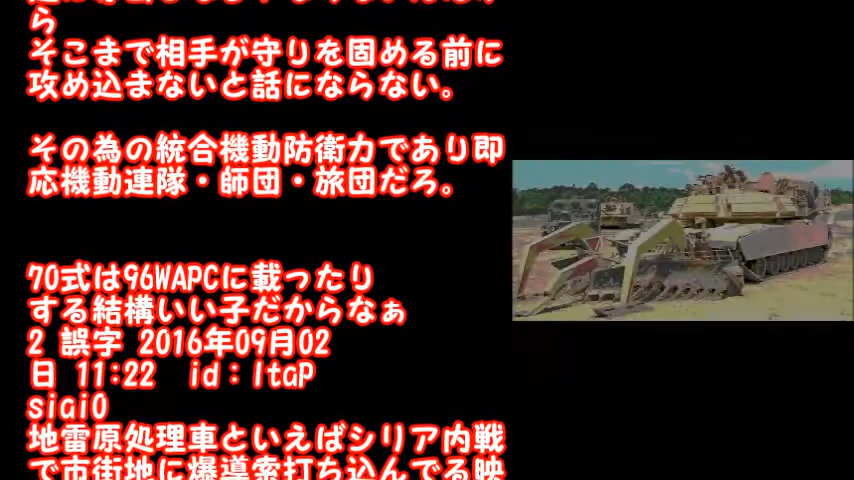 ら
そこまで相手が守りを固める前に
攻め込まないと話にならない。
その為の統合機動防衛力であり即
応機動連隊・師団・旅団だろ。
70式は96WAPCに載ったり
する結構いい子だからなぁ
2 誤字 2016年09月02
日 11:22 id:ltaP
siai0
地雷原処理車といえばシリア内戦
で市街地に爆導索打ち込んでる映